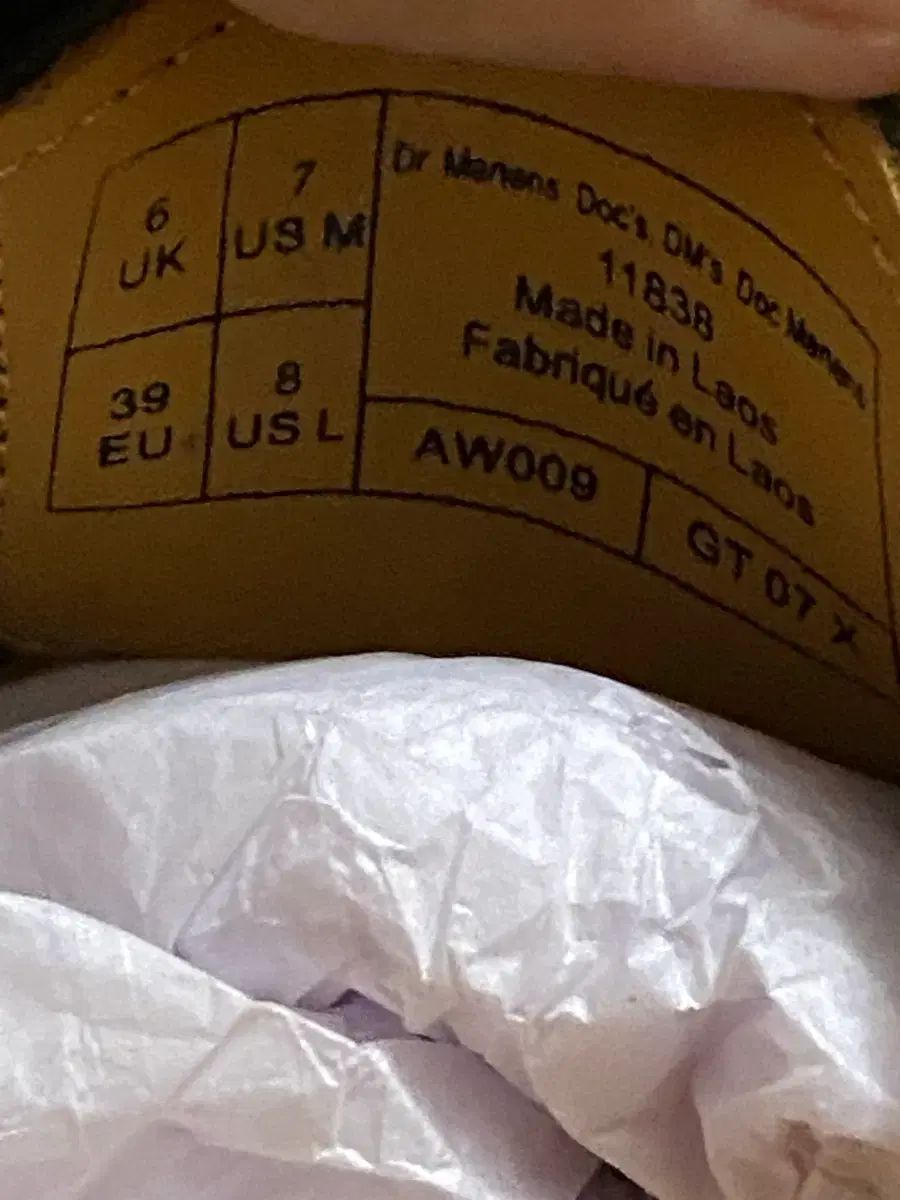 6
UK
7
US M
39
EU
8
US L
Dr Martens Doc's. DM's Doc Martens
11838
Made in Laos
Fabriqué en Laos
AW009
GT 07 X